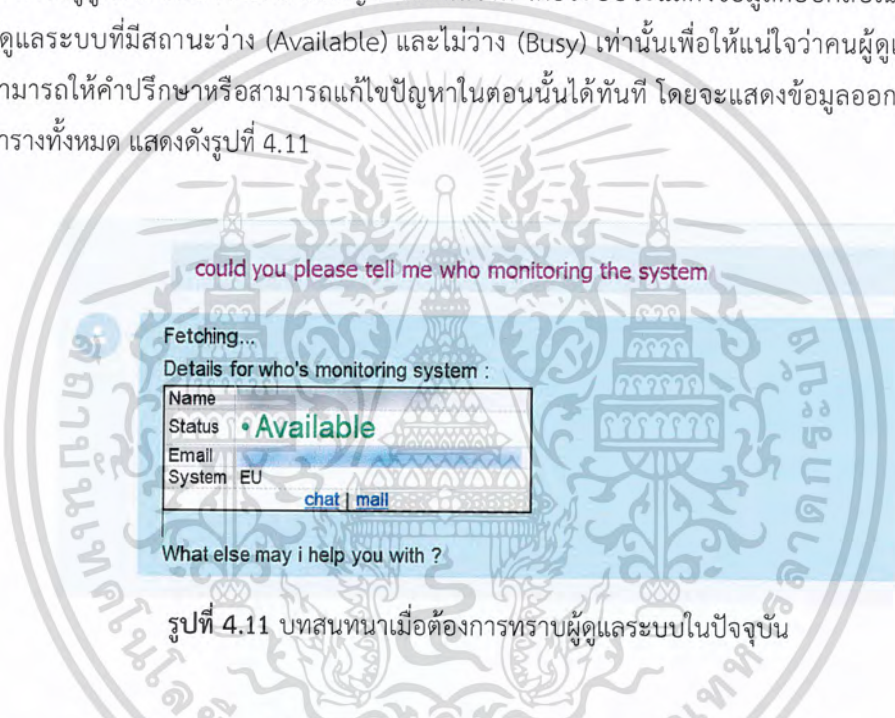 ดูแลระบบที่มีสถานะว่าง (Available) และไม่ว่าง (Busy) เท่านั้นเพื่อให้แน่ใจว่าคนผู้ดู
ามารถให้คำปรึกษาหรือสามารถแก้ไขปัญหาในตอนนั้นได้ทันที โดยจะแสดงข้อมูลออก
ารางทั้งหมด แสดงดังรูปที่ 4.11
could you please tell me who monitoring the system
Fetching...
Details for who's monitoring system :
Name
Status • Available
Email
System EU
chat | mail
What else may i help you with ?
รูปที่ 4.11 บทสนทนาเมื่อต้องการทราบผู้ดูแลระบบในปัจจุบัน